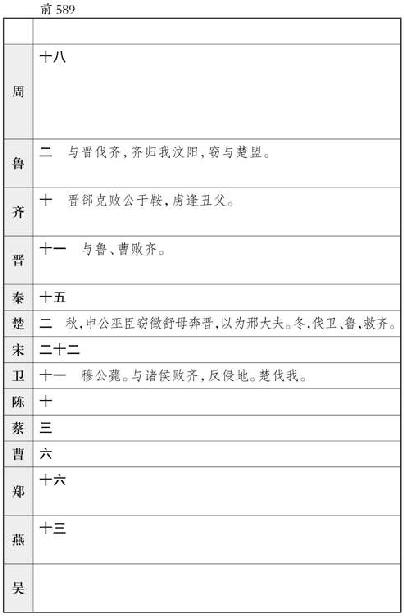 前589
周 十八
鲁 二 与晋伐齐，齐归我汶阳，窃与楚盟。
齐 十 晋郤克败公于鞍，虏逢丑父。
晋 十一 与鲁、曹败齐。
秦 十五
楚 二 秋，申公巫臣窃徵舒母奔晋，以为邢大夫。冬，伐卫、鲁，救齐。
宋 二十二
卫 十一 穆公薨。与诸侯败齐，反侵地。楚伐我。
陈 十
蔡 三
曹 六
郑 十六
燕 十三
吴